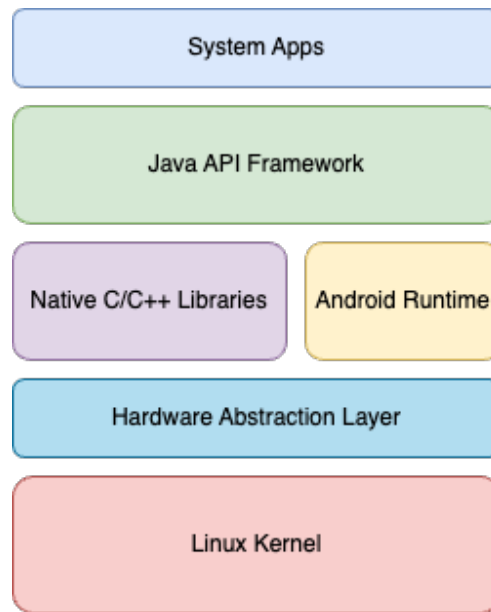 System Apps
Java API Framework
Native C/C++ Libraries
Android Runtime
Hardware Abstraction Layer
Linux Kernel